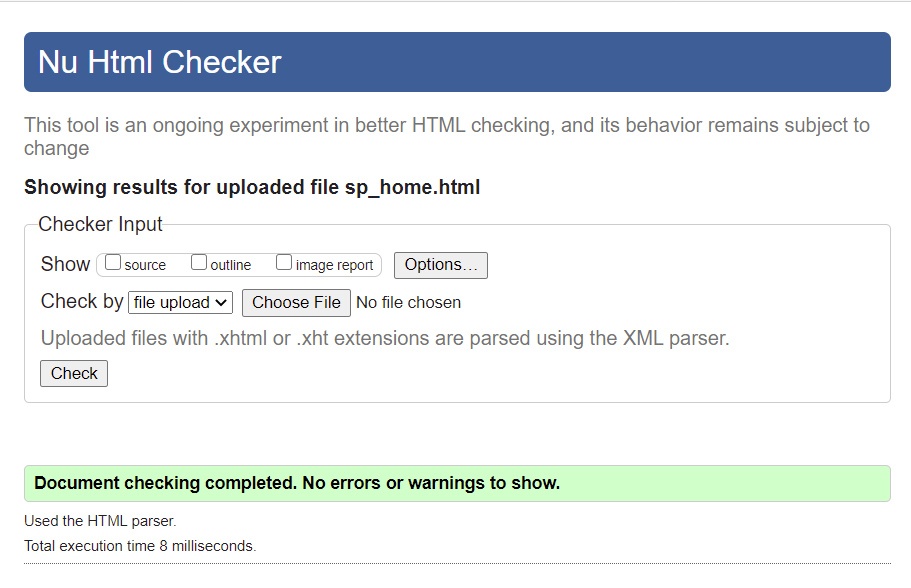 Nu Html Checker
This tool is an ongoing experiment in better HTML checking, and its behavior remains subject to
change
Showing results for uploaded file sp_home.html
Checker Input
Show source outline image report Options...
Check by file upload Choose File No file chosen
Uploaded files with .xhtml or .xht extensions are parsed using the XML parser.
Check
Document checking completed. No errors or warnings to show.
Used the HTML parser.
Total execution time 8 milliseconds.